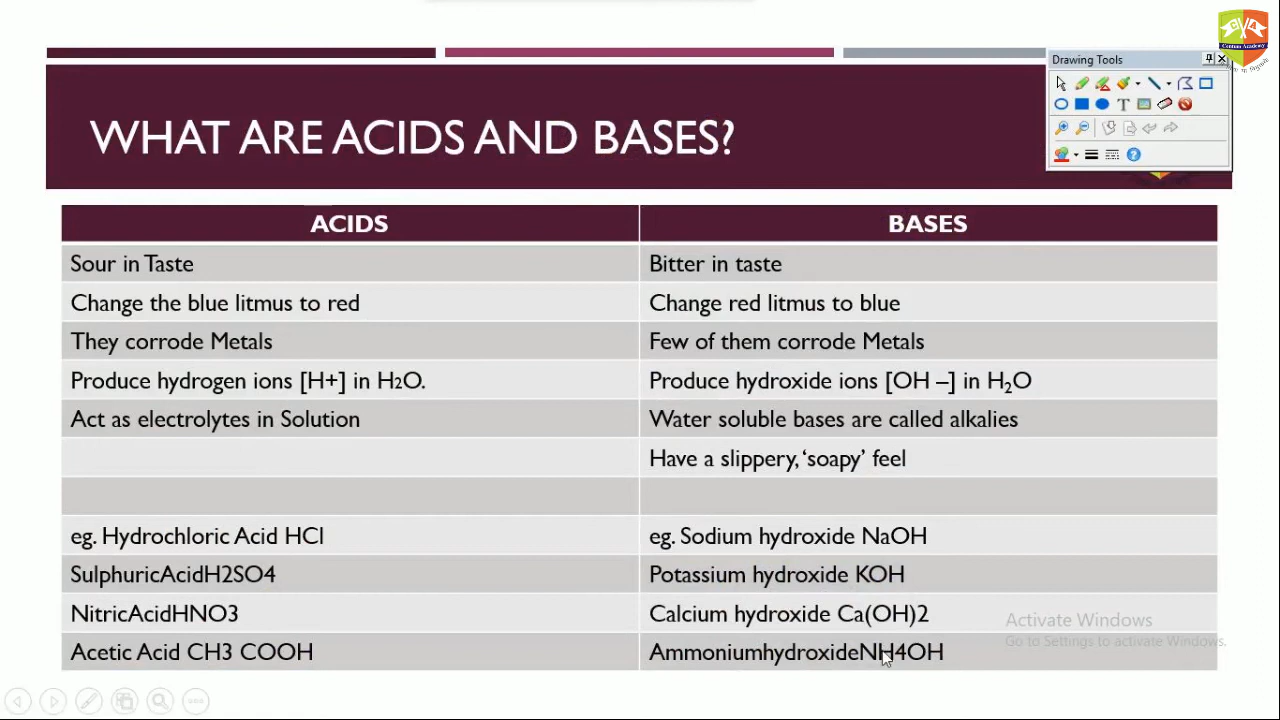 Centum Academy
Drawing Tools
WHAT ARE ACIDS AND BASES?
ACIDS
BASES
Sour in Taste
Bitter in taste
Change the blue litmus to red
Change red litmus to blue
They corrode Metals
Few of them corrode Metals
Produce hydrogen ions [H+] in H2O.
Produce hydroxide ions [OH –] in H₂O
Act as electrolytes in Solution
Water soluble bases are called alkalies
Have a slippery, ‘soapy’ feel
eg. Hydrochloric Acid HCl
eg. Sodium hydroxide NaOH
SulphuricAcidH2SO4
Potassium hydroxide KOH
NitricAcidHNO3
Calcium hydroxide Ca(OH)2
Acetic Acid CH3 COOH
AmmoniumhydroxideNH4OH
Activate Windows
Go to Settings to activate Windows.